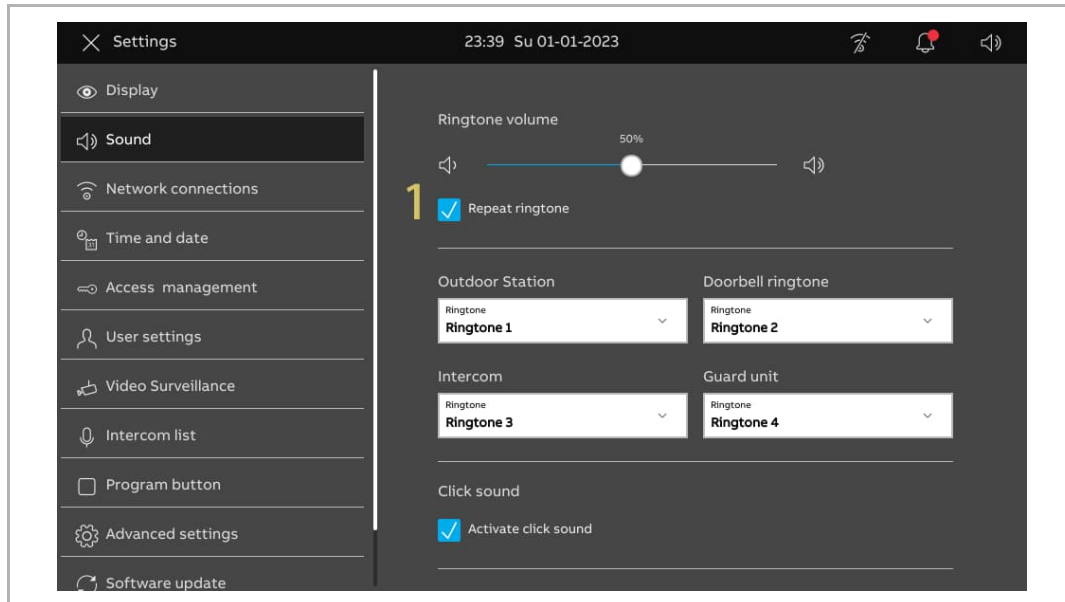 Settings
23:39 Su 01-01-2023
Display
Sound
Network connections
Time and date
Access management
User settings
Video Surveillance
Intercom list
Program button
Advanced settings
Software update
Ringtone volume
50%
1
Repeat ringtone
Outdoor Station
Ringtone
Ringtone 1
Doorbell ringtone
Ringtone
Ringtone 2
Intercom
Ringtone
Ringtone 3
Guard unit
Ringtone
Ringtone 4
Click sound
Activate click sound